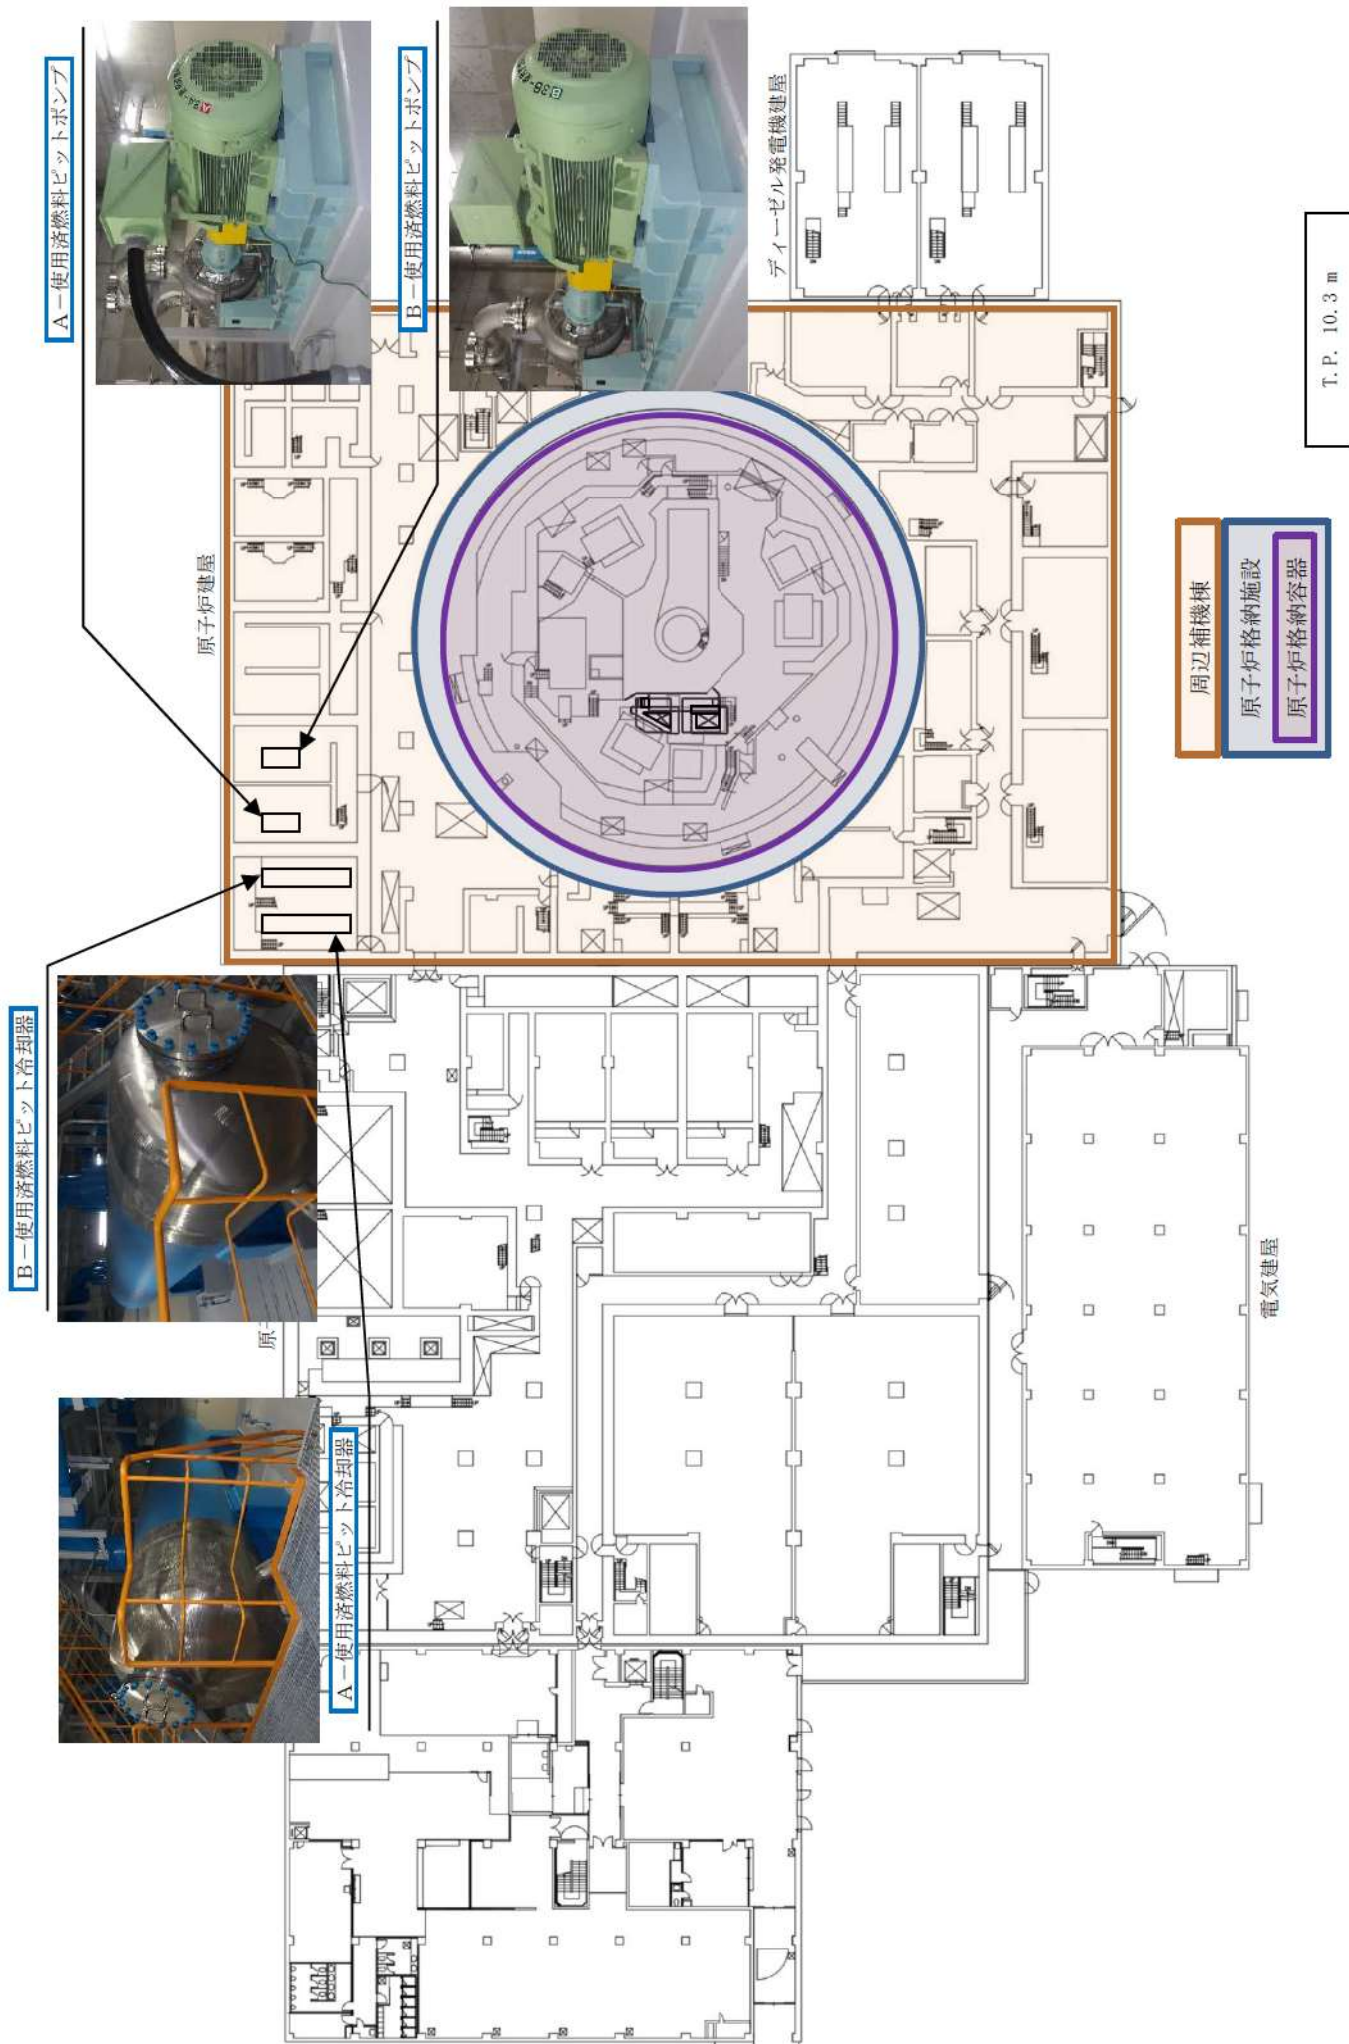 A－使用済燃料ピットポンプ
B－使用済燃料ピットポンプ
ディーゼル発電機建屋
原子炉建屋
B－使用済燃料ピット冷却器
原子
A－使用済燃料ピット冷却器
電気建屋
周辺補機棟
原子炉格納施設
原子炉格納容器
T.P. 10.3 m